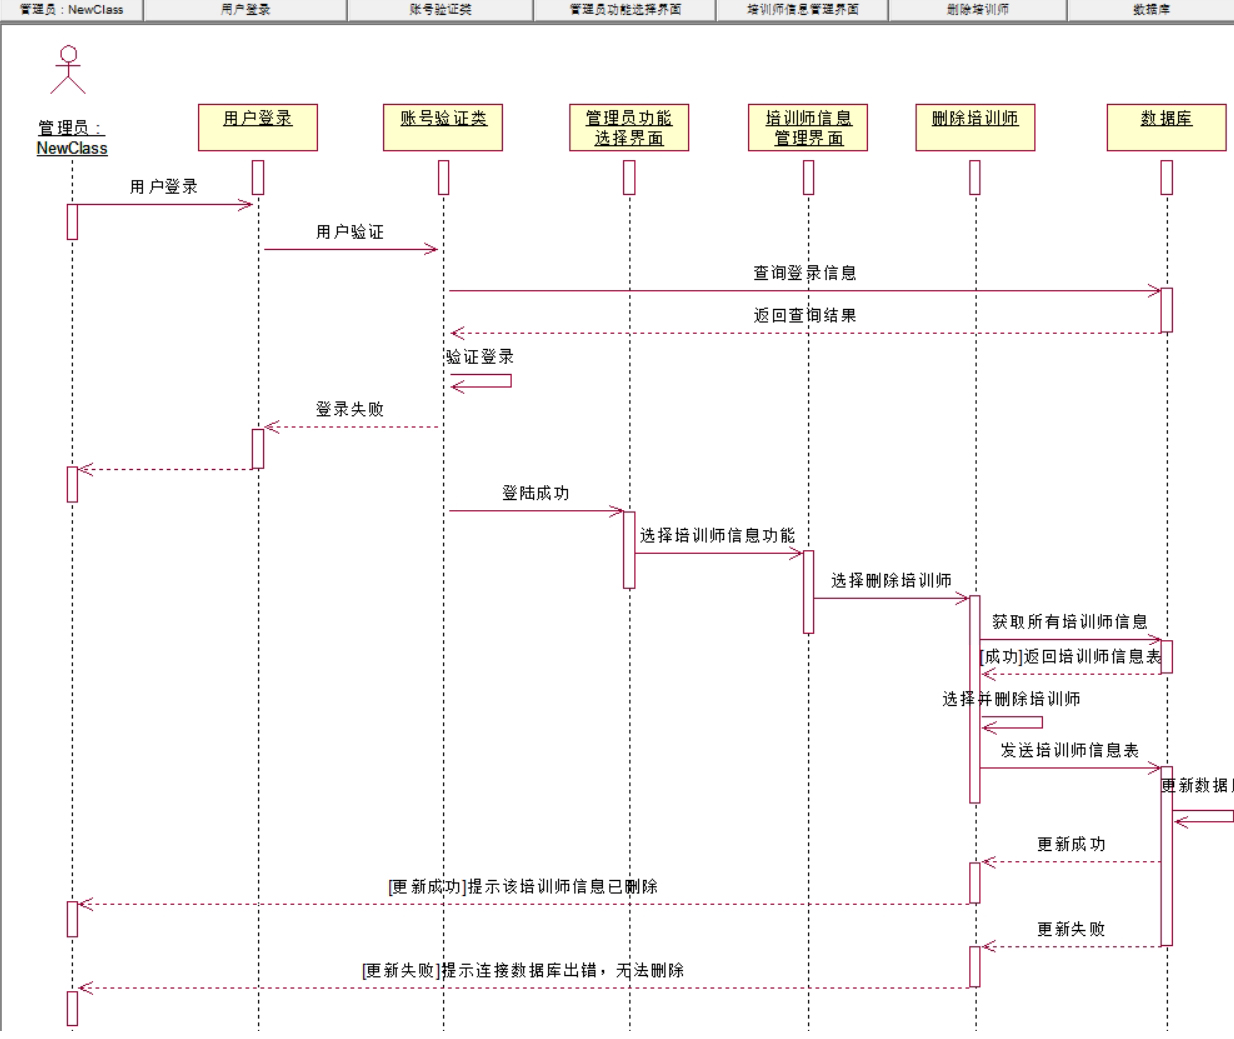 管理员：NewClass
用户登录
账号验证类
管理员功能选择界面
培训师信息管理界面
删除培训师
数据库
管理员：
NewClass
用户登录
账号验证类
管理员功能
选择界面
培训师信息
管理界面
删除培训师
数据库
用户登录
用户验证
查询登录信息
返回查询结果
验证登录
登录失败
登陆成功
选择培训师信息功能
选择删除培训师
获取所有培训师信息
[成功]返回培训师信息表
选择并删除培训师
发送培训师信息表
更新数据
更新成功
[更新成功]提示该培训师信息已删除
更新失败
[更新失败]提示连接数据库出错，无法删除